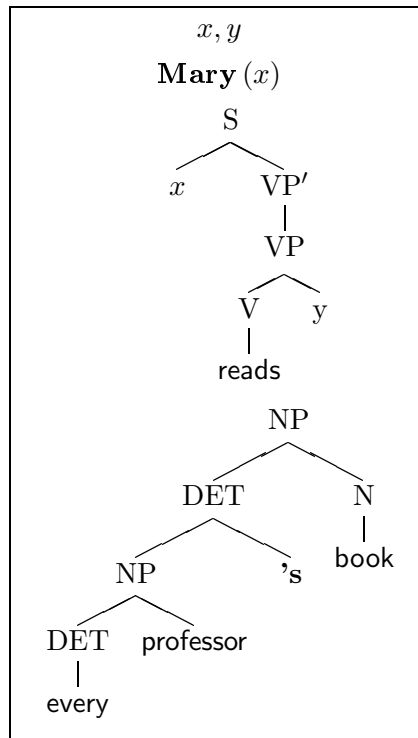 x, y
Mary (x)
S
x VP′
VP
V y
reads
NP
DET N
NP 's book
DET professor
every